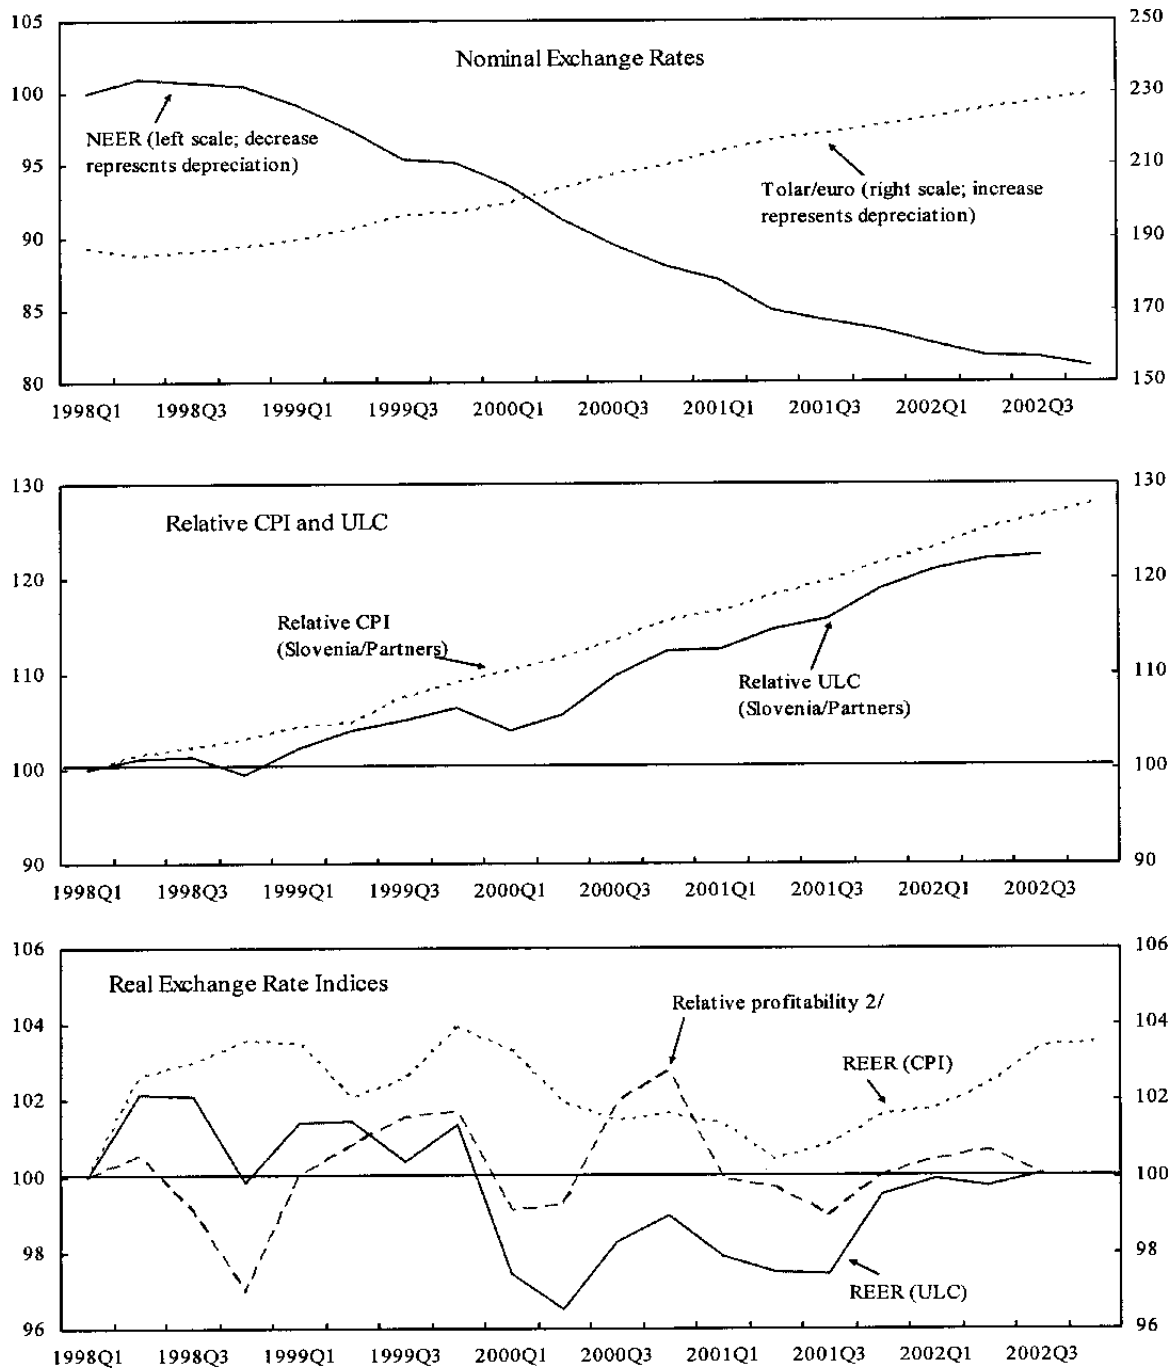 105
250
Nominal Exchange Rates
100
230
NEER (left scale; decrease
represents depreciation)
95
210
Tolar/euro (right scale; increase
represents depreciation)
90
190
85
170
80
150
1998Q1 1998Q3 1999Q1 1999Q3 2000Q1 2000Q3 2001Q1 2001Q3 2002Q1 2002Q3
130
130
Relative CPI and ULC
120
120
Relative CPI
(Slovenia/Partners)
110
110
Relative ULC
(Slovenia/Partners)
100
100
90
90
1998Q1 1998Q3 1999Q1 1999Q3 2000Q1 2000Q3 2001Q1 2001Q3 2002Q1 2002Q3
106
106
Real Exchange Rate Indices
Relative profitability 2/
104
104
REER (CPI)
102
102
100
100
98
98
REER (ULC)
96
96
1998Q1 1998Q3 1999Q1 1999Q3 2000Q1 2000Q3 2001Q1 2001Q3 2002Q1 2002Q3